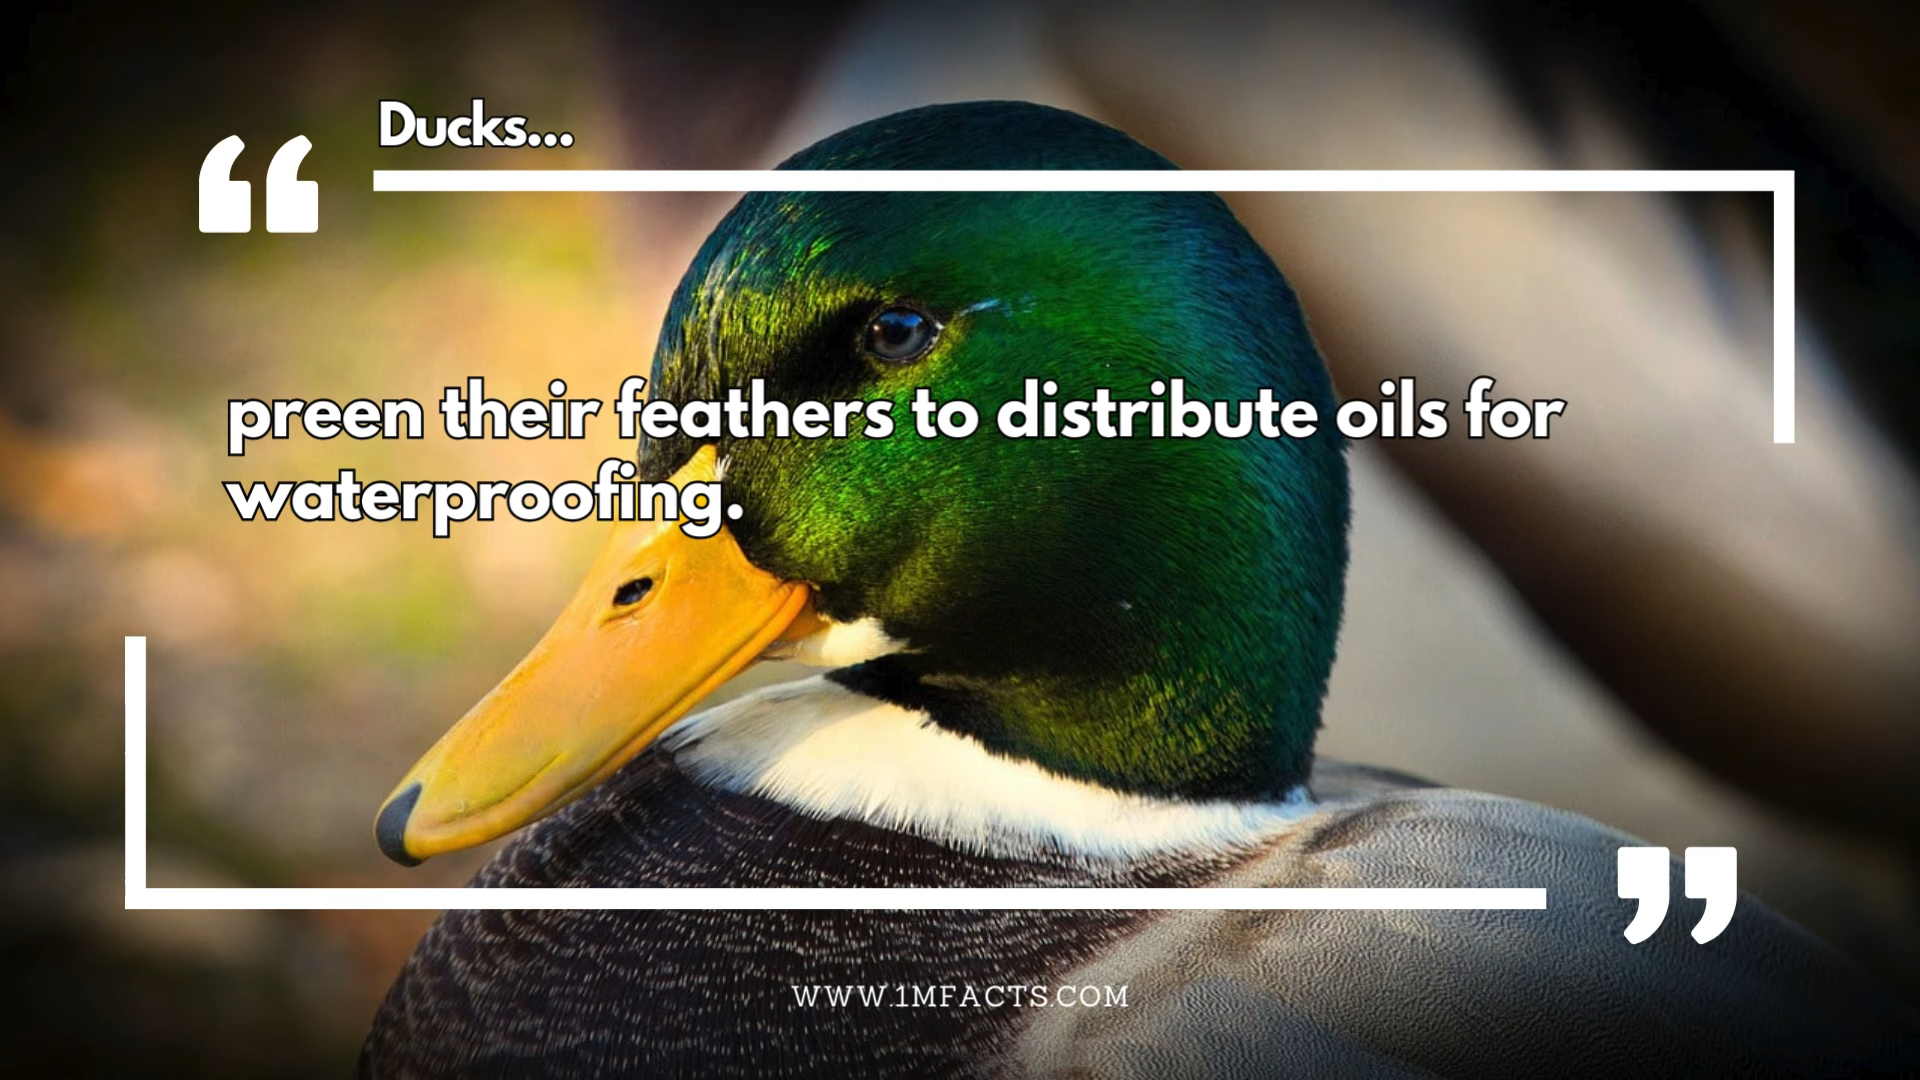 Ducks...
preen their feathers to distribute oils for
waterproofing.
WWW.1MFACTS.COM